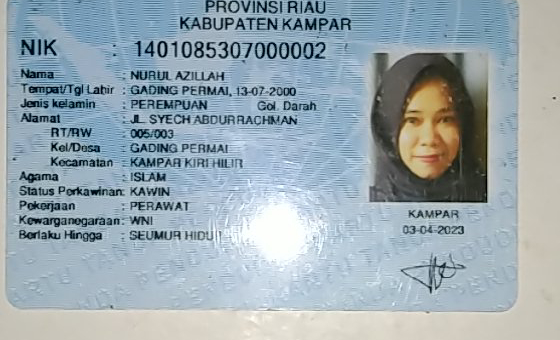 PROVINSI RIAU
KABUPATEN KAMPAR
NIK : 1401085307000002
Nama : NURUL AZILLAH
Tempat/Tgl Lahir : GADING PERMAI, 13-07-2000
Jenis kelamin : PEREMPUAN Gol. Darah
Alamat : JL. SYECH ABDURRACHMAN
RT/RW : 005/003
Kel/Desa : GADING PERMAI
Kecamatan : KAMPAR KIRI HILIR
Agama : ISLAM
Status Perkawinan: KAWIN
Pekerjaan : PERAWAT
Kewarganegaraan: WNI
Berlaku Hingga : SEUMUR HIDUP
KAMPAR
03-04-2023